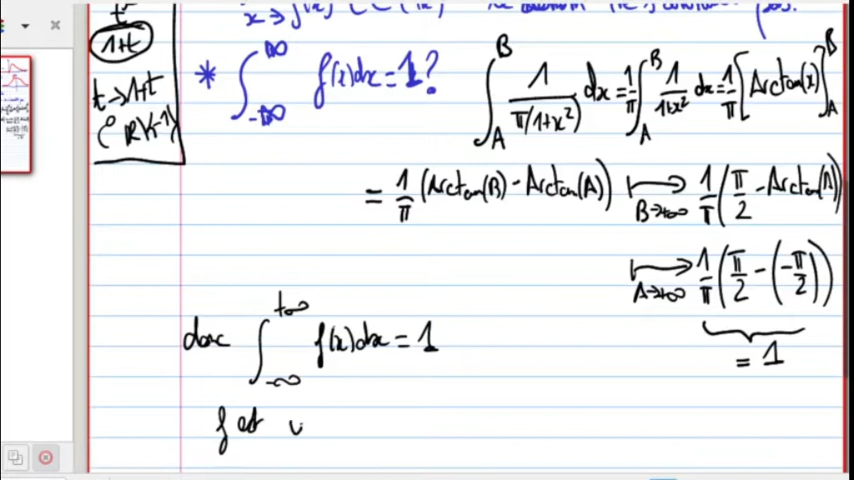 1+t
t→1+t
* ∫_{-∞}^{∞} f(x)dx = 1?
∫_A^B 1/(π(1+x²)) dx = 1/π ∫_A^B 1/(1+x²) dx = 1/π [Arctan(x)]_A^B
= 1/π (Arctan(B) - Arctan(A)) ⟼_{B→+∞} 1/π (π/2 - Arctan(A))
⟼_{A→+∞} 1/π (π/2 - (-π/2))
= 1
donc ∫_{-∞}^{+∞} f(x)dx = 1
f est